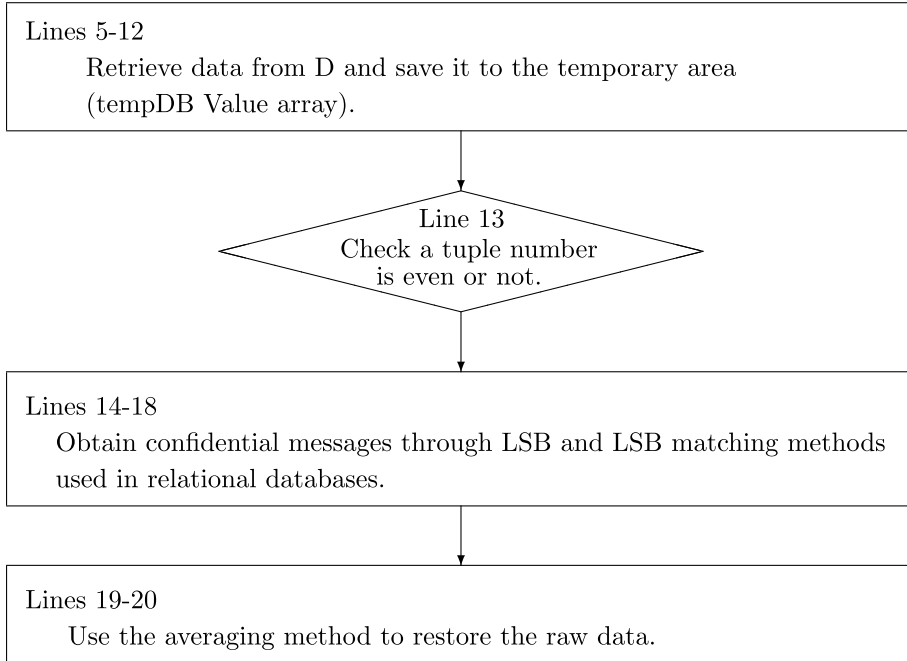 Lines 5-12
Retrieve data from D and save it to the temporary area
(tempDB Value array).
Line 13
Check a tuple number
is even or not.
Lines 14-18
Obtain confidential messages through LSB and LSB matching methods
used in relational databases.
Lines 19-20
Use the averaging method to restore the raw data.